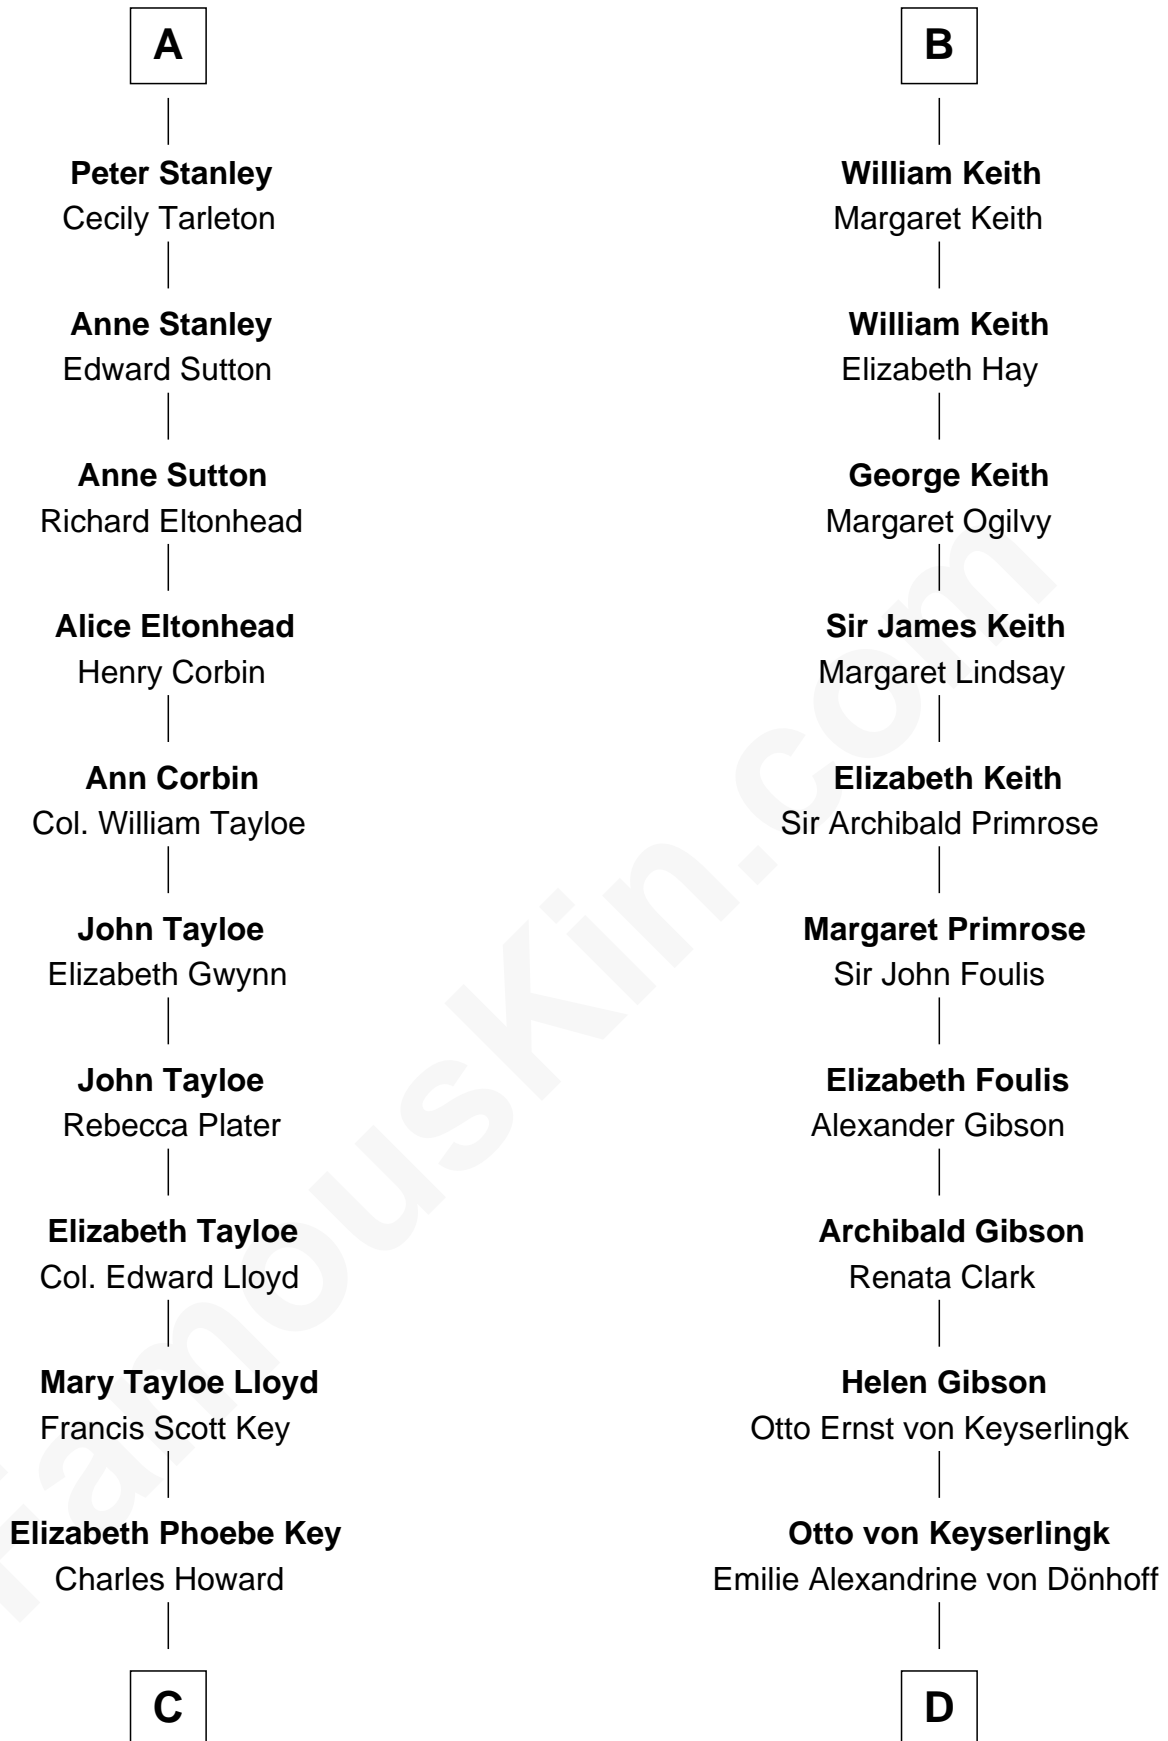 A
Peter Stanley
Cecily Tarleton
Anne Stanley
Edward Sutton
Anne Sutton
Richard Eltonhead
Alice Eltonhead
Henry Corbin
Ann Corbin
Col. William Tayloe
John Tayloe
Elizabeth Gwynn
John Tayloe
Rebecca Plater
Elizabeth Tayloe
Col. Edward Lloyd
Mary Tayloe Lloyd
Francis Scott Key
Elizabeth Phoebe Key
Charles Howard
C
B
William Keith
Margaret Keith
William Keith
Elizabeth Hay
George Keith
Margaret Ogilvy
Sir James Keith
Margaret Lindsay
Elizabeth Keith
Sir Archibald Primrose
Margaret Primrose
Sir John Foulis
Elizabeth Foulis
Alexander Gibson
Archibald Gibson
Renata Clark
Helen Gibson
Otto Ernst von Keyserlingk
Otto von Keyserlingk
Emilie Alexandrine von Dönhoff
D
FamousKin.com